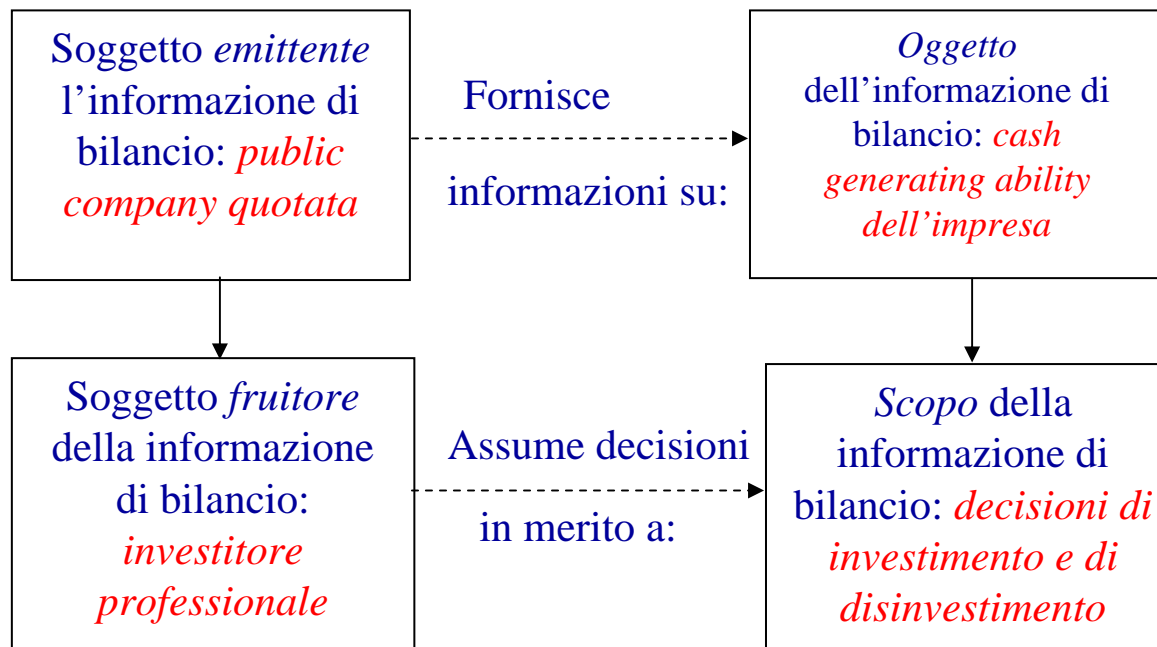 Soggetto emittente
l’informazione di
bilancio: public
company quotata
Fornisce
informazioni su:
Oggetto
dell’informazione di
bilancio: cash
generating ability
dell’impresa
Soggetto fruitore
della informazione
di bilancio:
investitore
professionale
Assume decisioni
in merito a:
Scopo della
informazione di
bilancio: decisioni di
investimento e di
disinvestimento